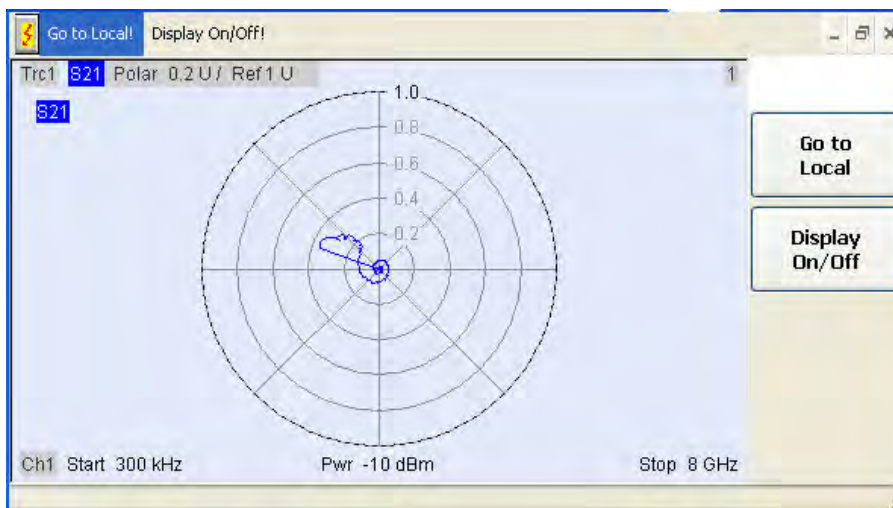 Go to Local! Display On/Off!
Trc1 S21 Polar 0.2 U / Ref 1 U 1
S21
1.0
0.8
0.6
0.4
0.2
Go to
Local
Display
On/Off
Ch1 Start 300 kHz Pwr -10 dBm Stop 8 GHz